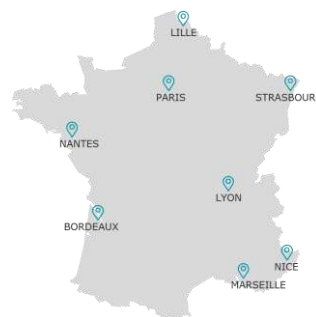 LILLE
PARIS
STRASBOUR
NANTES
LYON
BORDEAUX
NICE
MARSEILLE